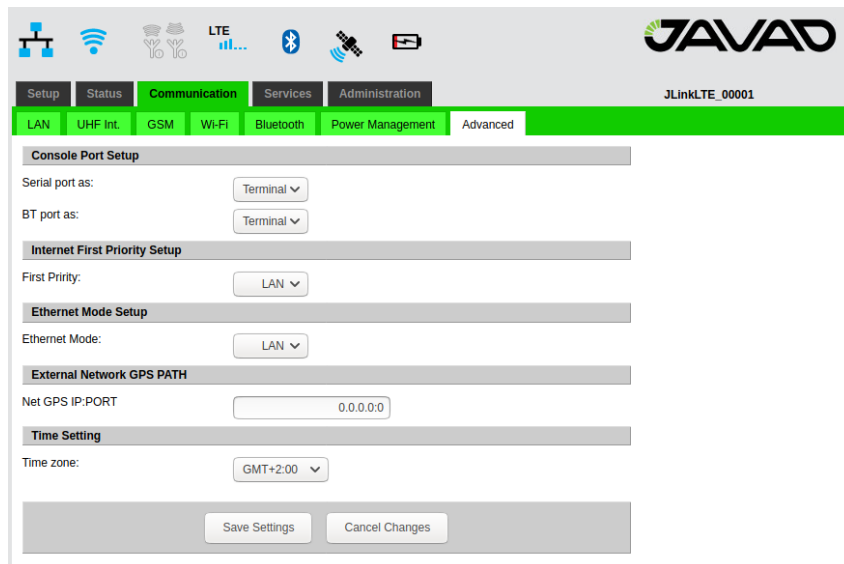 LTE
JAVAD
Setup Status Communication Services Administration JLinkLTE_00001
LAN UHF Int. GSM Wi-Fi Bluetooth Power Management Advanced
Console Port Setup
Serial port as: Terminal
BT port as: Terminal
Internet First Priority Setup
First Pririty: LAN
Ethernet Mode Setup
Ethernet Mode: LAN
External Network GPS PATH
Net GPS IP:PORT 0.0.0.0:0
Time Setting
Time zone: GMT+2:00
Save Settings Cancel Changes